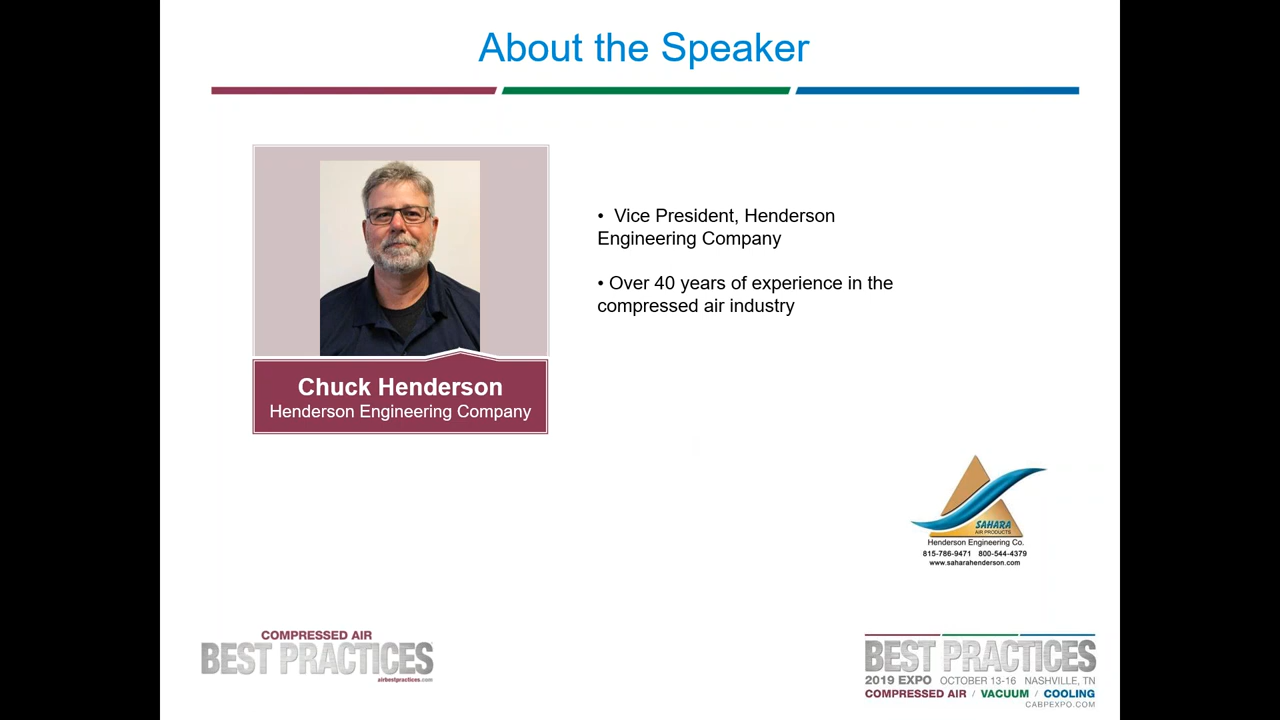 About the Speaker
• Vice President, Henderson
Engineering Company
• Over 40 years of experience in the
compressed air industry
Chuck Henderson
Henderson Engineering Company
SAHARA
AIR PRODUCTS
Henderson Engineering Co.
815-786-9471 800-544-4379
www.saharahenderson.com
COMPRESSED AIR
BEST PRACTICES
airbestpractices.com
BEST PRACTICES
2019 EXPO OCTOBER 13-16 NASHVILLE, TN
COMPRESSED AIR / VACUUM / COOLING
CABPEXPO.COM